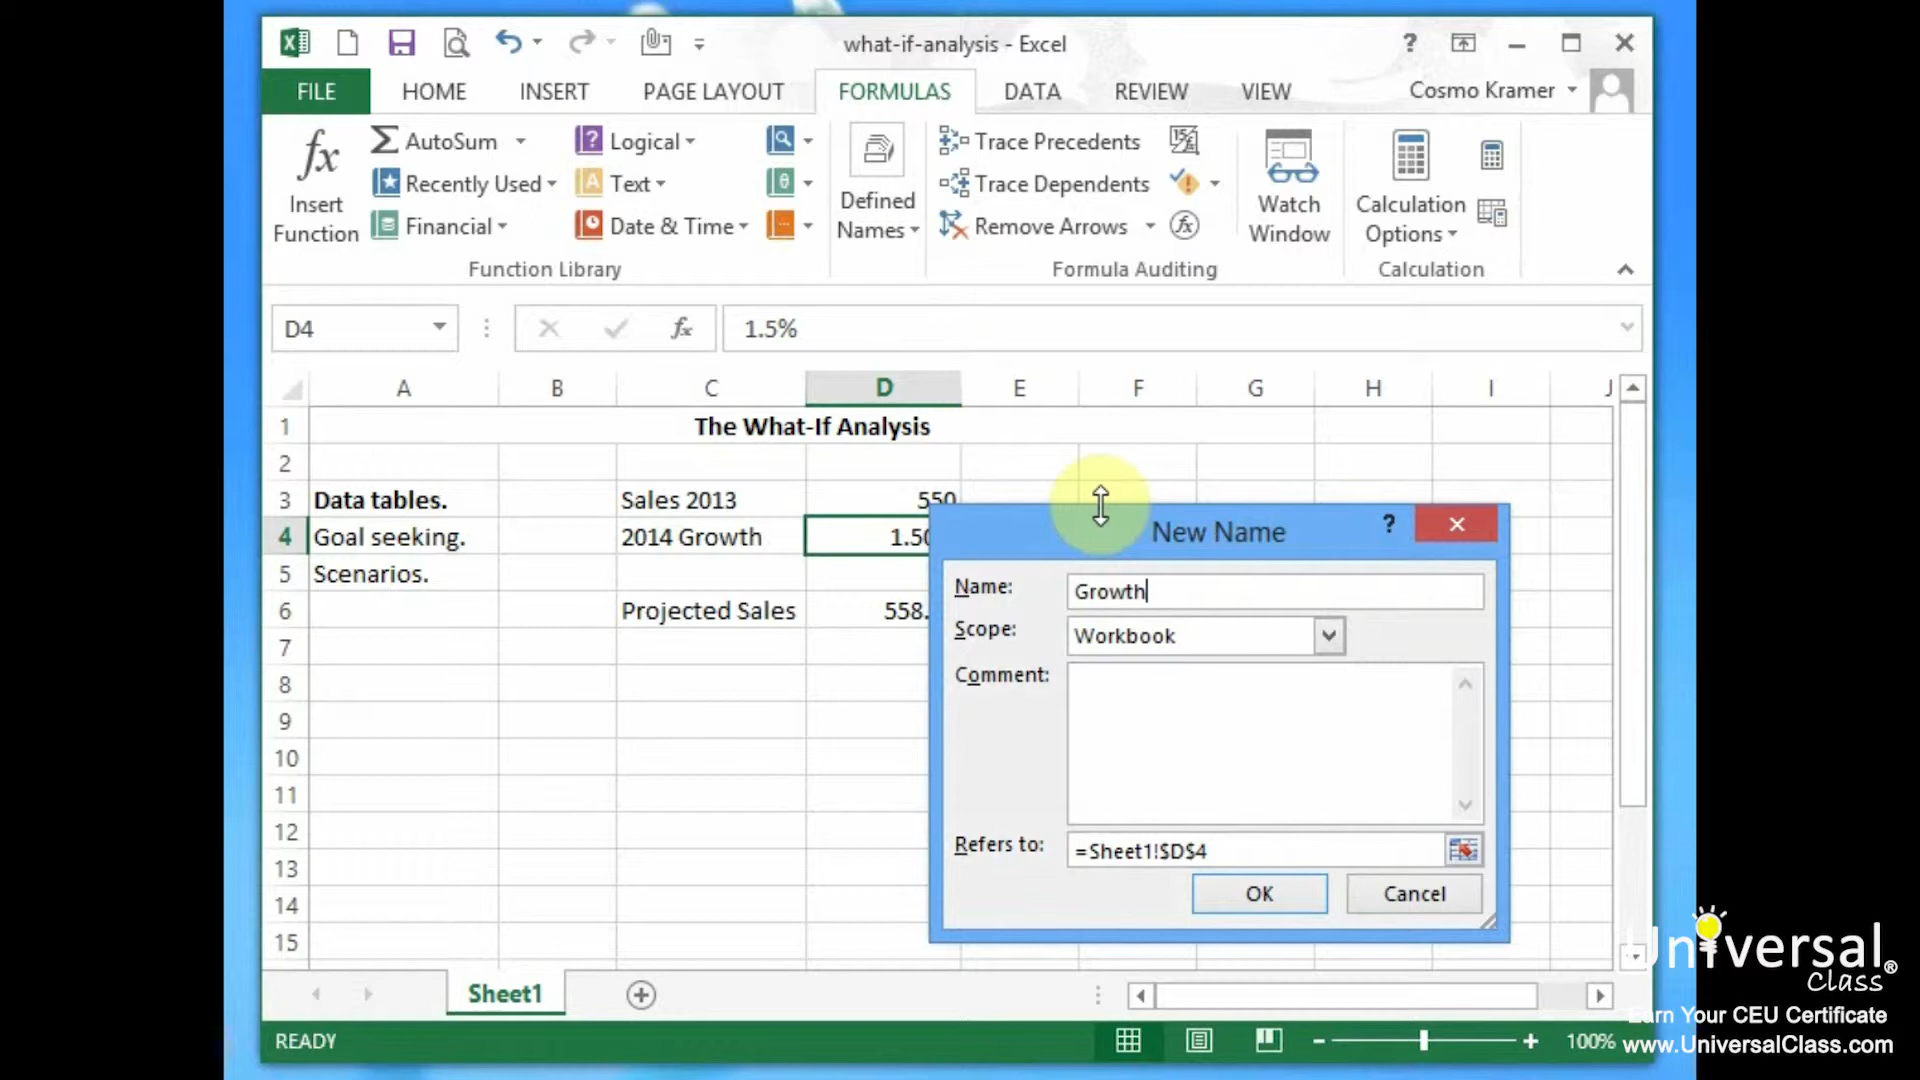 what-if-analysis - Excel
?
FILE HOME INSERT PAGE LAYOUT FORMULAS DATA REVIEW VIEW Cosmo Kramer
fx
Insert
Function
Σ AutoSum
Recently Used
Financial
Logical
Text
Date & Time
Function Library
Defined
Names
Trace Precedents
Trace Dependents
Remove Arrows
Formula Auditing
Watch
Window
Calculation
Options
Calculation
D4
fx
1.5%
A B C D E F G H I J
1 The What-If Analysis
2
3 Data tables. Sales 2013 550
4 Goal seeking. 2014 Growth 1.50
5 Scenarios.
6 Projected Sales 558.
7
8
9
10
11
12
13
14
15
New Name
?
Name: Growth
Scope: Workbook
Comment:
Refers to: =Sheet1!$D$4
OK Cancel
Sheet1
READY
100%
Universal®
Class
Earn Your CEU Certificate
www.UniversalClass.com